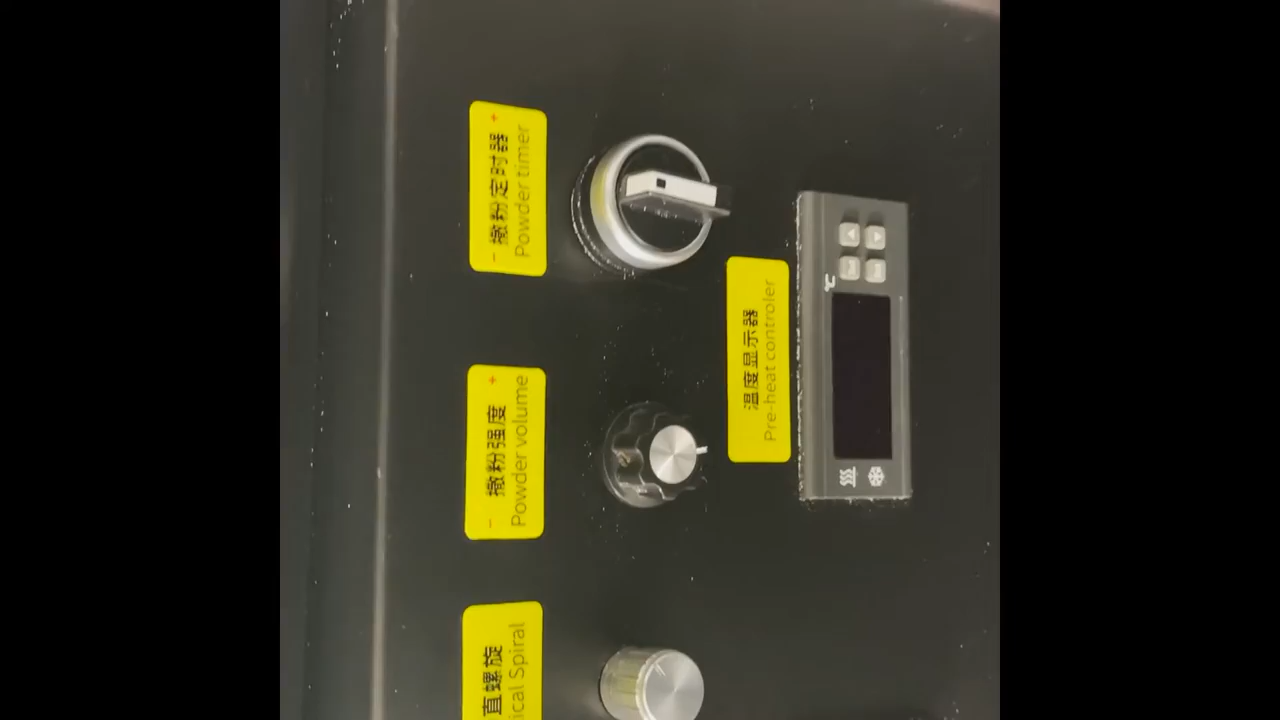 直螺旋
ical Spiral
- 撒粉强度 +
Powder volume
- 撒粉定时器 +
Powder timer
温度显示器
Pre-heat controler
℃